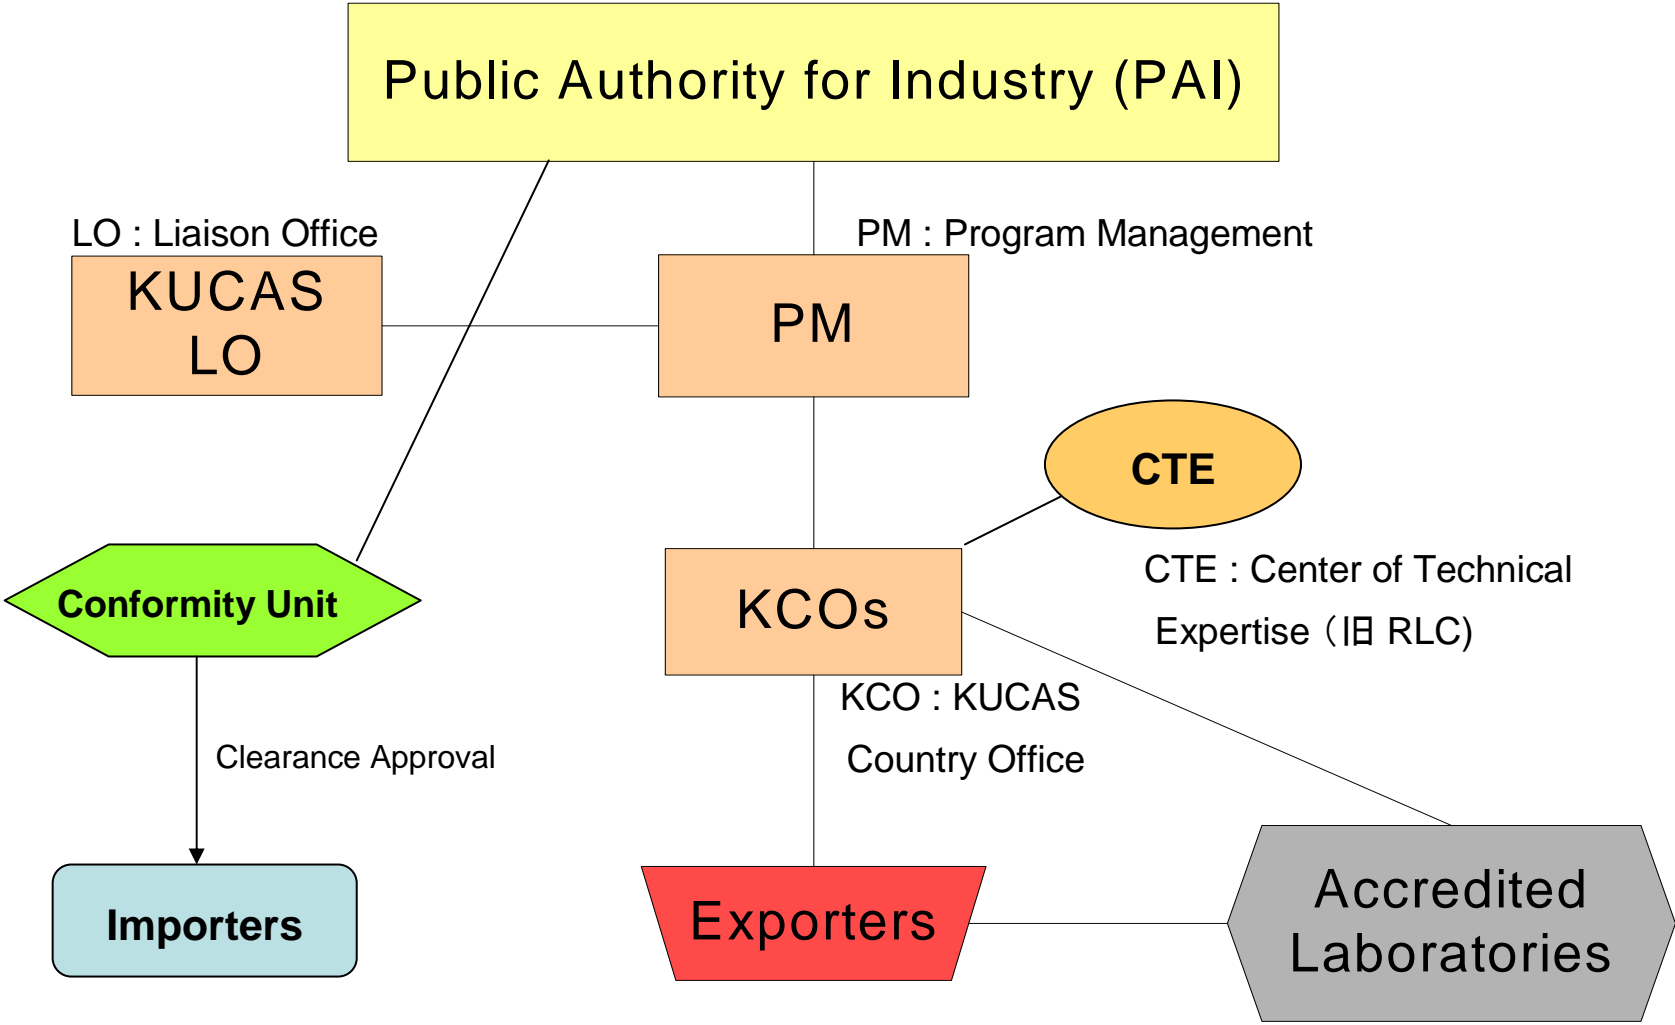 Public Authority for Industry (PAI)
LO : Liaison Office
PM : Program Management
KUCAS
LO
PM
CTE
CTE : Center of Technical
Expertise（旧 RLC)
Conformity Unit
KCOs
KCO : KUCAS
Country Office
Clearance Approval
Importers
Exporters
Accredited
Laboratories